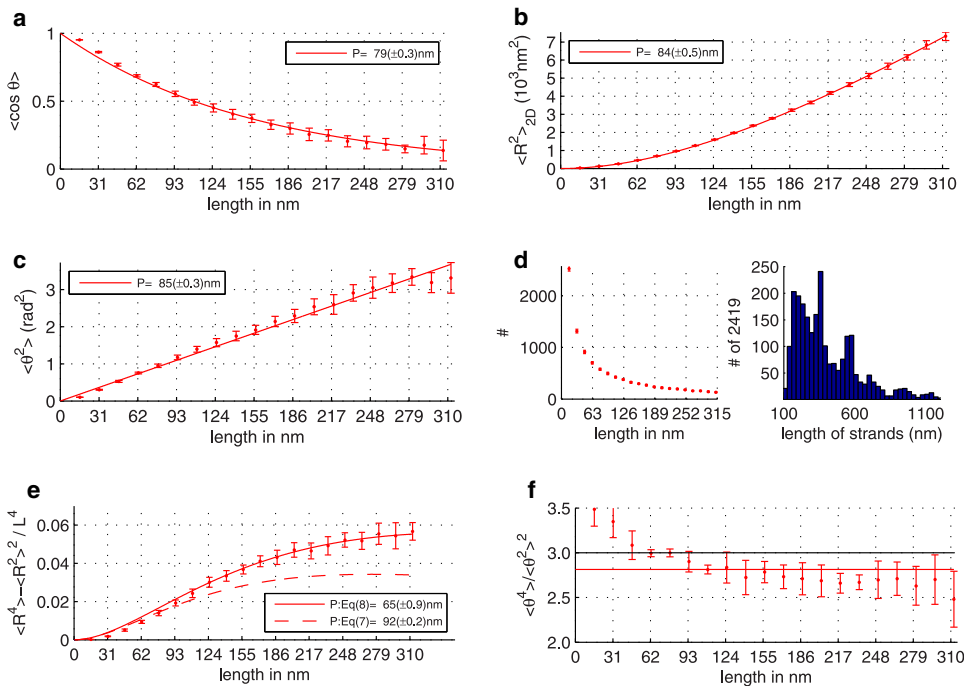 a
<cos θ>
1
0.5
0
P= 79(±0.3)nm
0 31 62 93 124 155 186 217 248 279 310
length in nm
b
<R²>2D (10³nm²)
7
6
5
4
3
2
1
0
P= 84(±0.5)nm
0 31 62 93 124 155 186 217 248 279 310
length in nm
c
<θ²> (rad²)
3
2
1
0
P= 85(±0.3)nm
0 31 62 93 124 155 186 217 248 279 310
length in nm
d
#
2000
1000
0
0 63 126 189 252 315
length in nm
# of 2419
250
200
150
100
50
100 600 1100
length of strands (nm)
e
<R⁴>−<R²>² / L⁴
0.06
0.04
0.02
0
P:Eq(8)= 65(±0.9)nm
P:Eq(7)= 92(±0.2)nm
0 31 62 93 124 155 186 217 248 279 310
length in nm
f
<θ⁴>/<θ²>²
3.5
3.0
2.5
2.0
0 31 62 93 124 155 186 217 248 279 310
length in nm